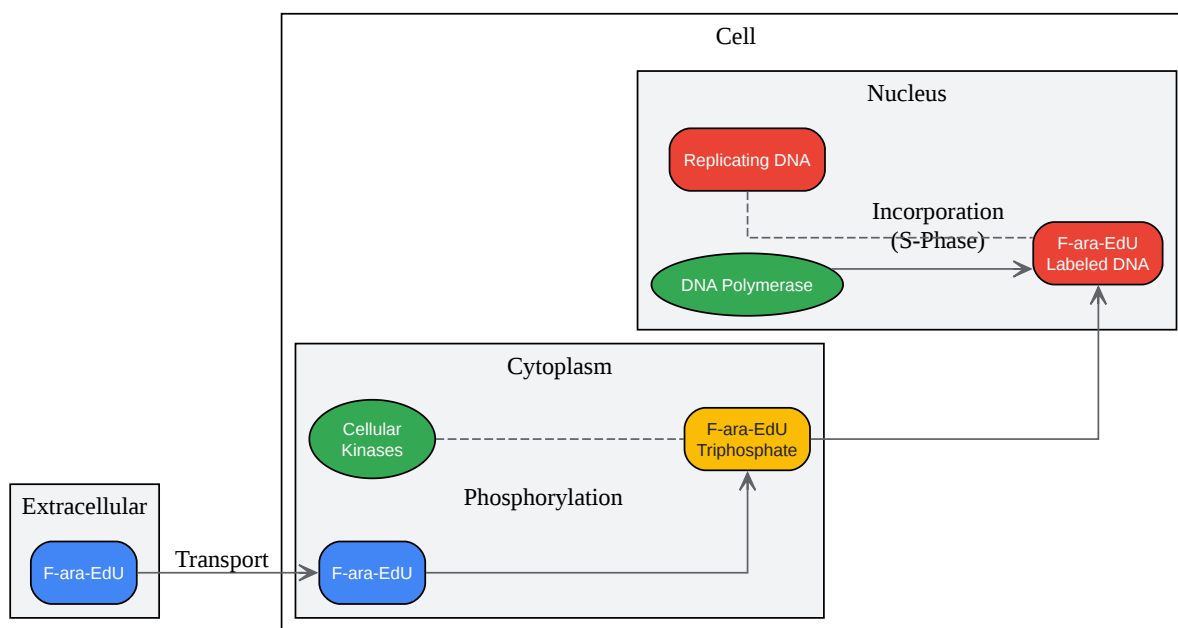 Cell
Nucleus
Replicating DNA
Incorporation
(S-Phase)
F-ara-EdU
Labeled DNA
DNA Polymerase
Cytoplasm
Cellular
Kinases
F-ara-EdU
Triphosphate
Phosphorylation
Extracellular
F-ara-EdU
Transport
F-ara-EdU